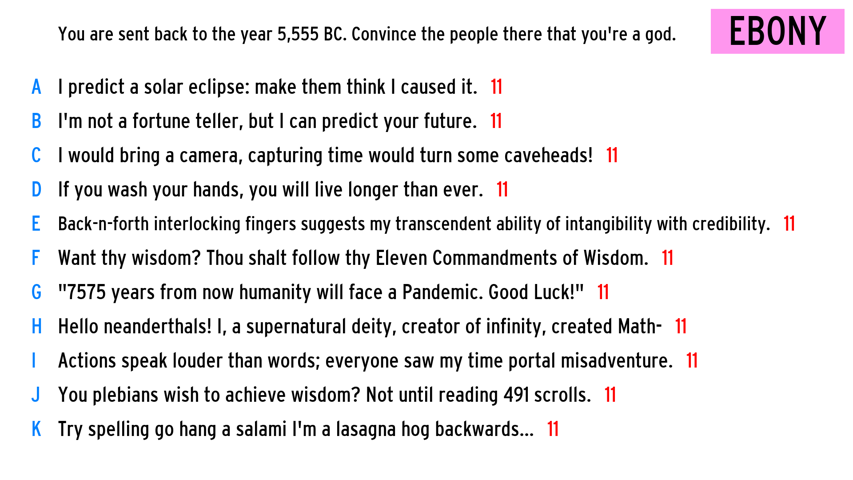 You are sent back to the year 5,555 BC. Convince the people there that you're a god.
EBONY
A I predict a solar eclipse: make them think I caused it. 11
B I'm not a fortune teller, but I can predict your future. 11
C I would bring a camera, capturing time would turn some caveheads! 11
D If you wash your hands, you will live longer than ever. 11
E Back-n-forth interlocking fingers suggests my transcendent ability of intangibility with credibility. 11
F Want thy wisdom? Thou shalt follow thy Eleven Commandments of Wisdom. 11
G "7575 years from now humanity will face a Pandemic. Good Luck!" 11
H Hello neanderthals! I, a supernatural deity, creator of infinity, created Math- 11
I Actions speak louder than words; everyone saw my time portal misadventure. 11
J You plebians wish to achieve wisdom? Not until reading 491 scrolls. 11
K Try spelling go hang a salami I'm a lasagna hog backwards... 11